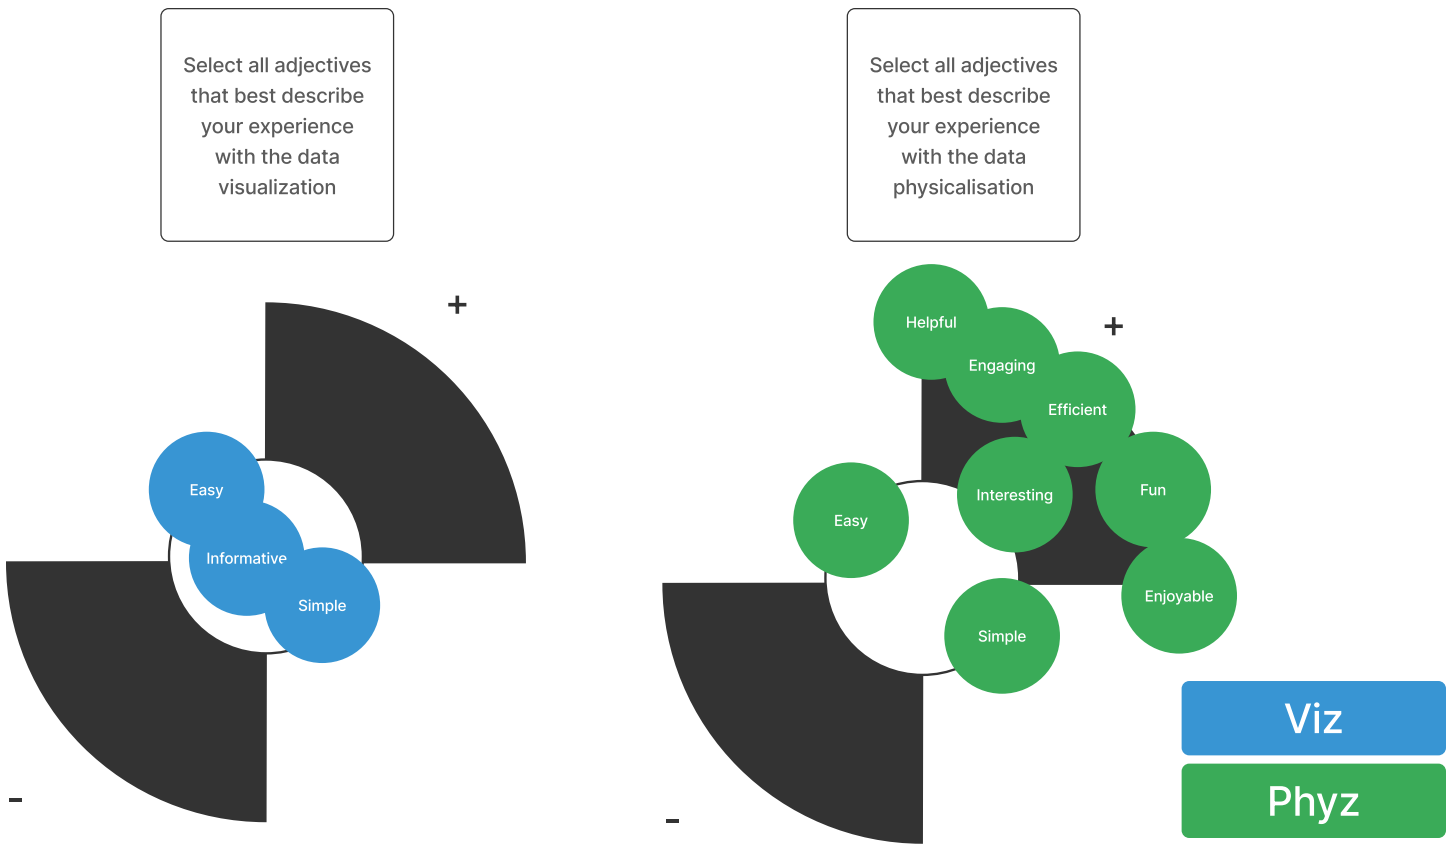 Select all adjectives
that best describe
your experience
with the data
visualization
Select all adjectives
that best describe
your experience
with the data
physicalisation
+
Easy
Informative
Simple
-
Helpful
+
Engaging
Efficient
Interesting
Fun
Easy
Enjoyable
Simple
-
Viz
Phyz